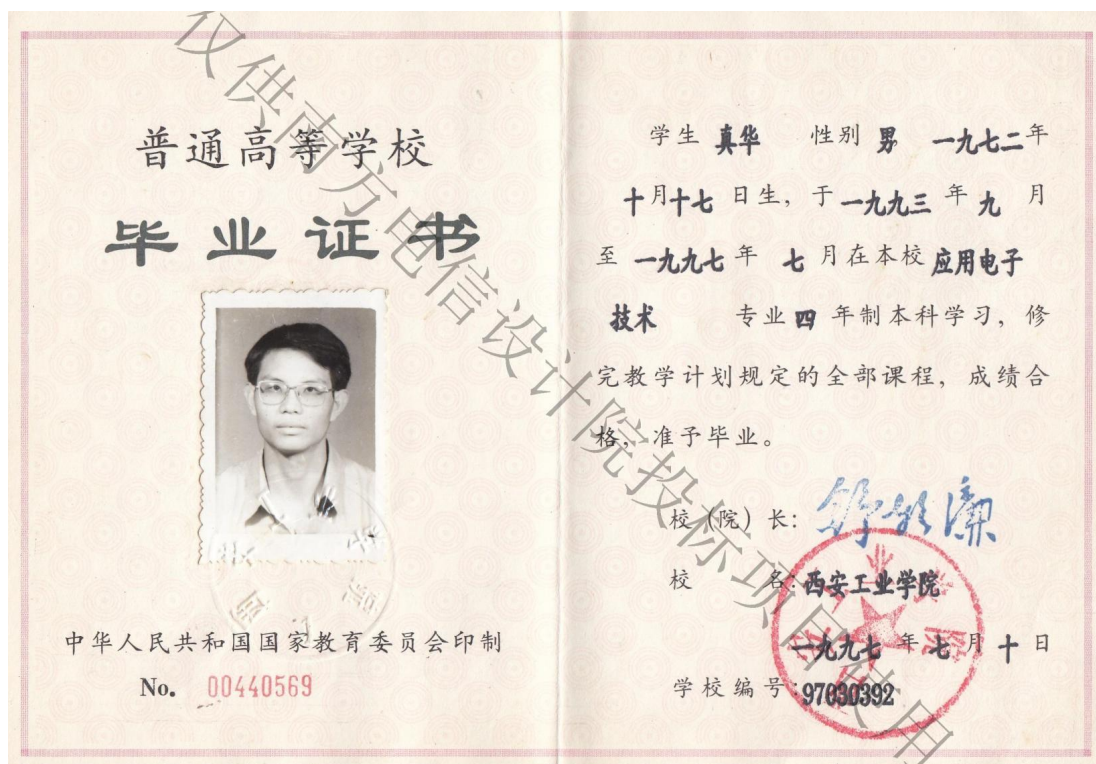 普通高等学校
毕业证书
中华人民共和国国家教育委员会印制
No. 00440569
学生 真华 性别 男 一九七二年
十月十七日生，于一九九三年九月
至一九九七年七月在本校应用电子
技术 专业四年制本科学习，修
完教学计划规定的全部课程，成绩合
格，准予毕业。
校（院）长：
校名：西安工业学院
一九九七年七月十日
学校编号：97030392
仅供南方电信设计院投标项目使用